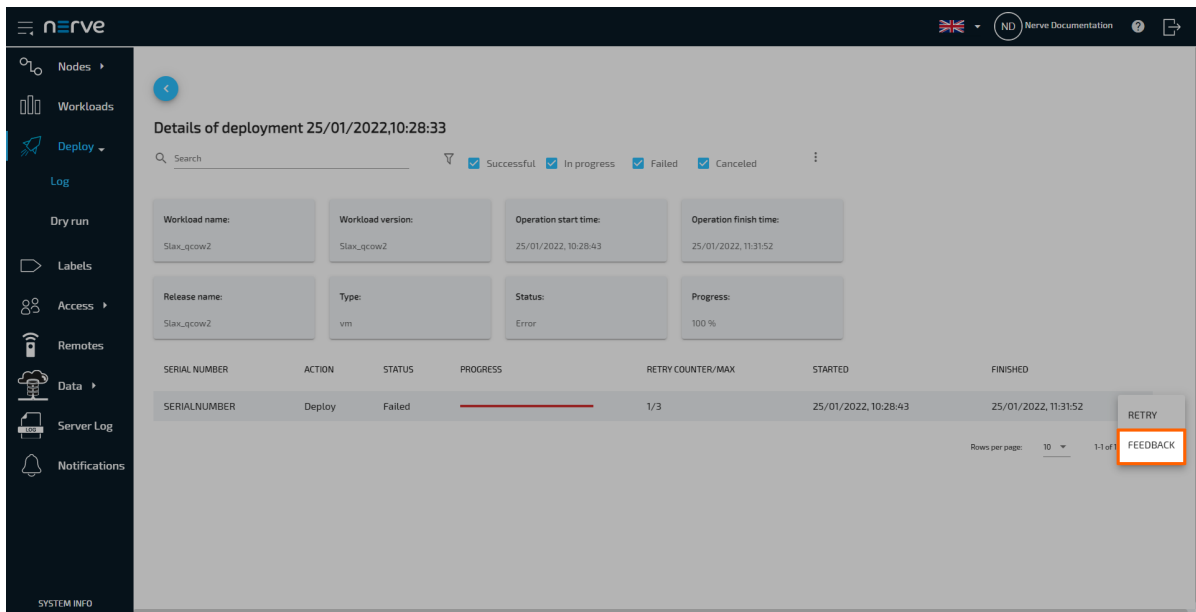 nerve
ND Nerve Documentation ?
Nodes
Workloads
Deploy
Log
Dry run
Labels
Access
Remotes
Data
LOG Server Log
Notifications
SYSTEM INFO
Details of deployment 25/01/2022,10:28:33
Search Successful In progress Failed Canceled
Workload name: Workload version: Operation start time: Operation finish time:
Slax_qcow2 Slax_qcow2 25/01/2022, 10:28:43 25/01/2022, 11:31:52
Release name: Type: Status: Progress:
Slax_qcow2 vm Error 100 %
SERIAL NUMBER ACTION STATUS PROGRESS RETRY COUNTER/MAX STARTED FINISHED
SERIALNUMBER Deploy Failed 1/3 25/01/2022, 10:28:43 25/01/2022, 11:31:52
RETRY
FEEDBACK
Rows per page: 10 1-1 of 1